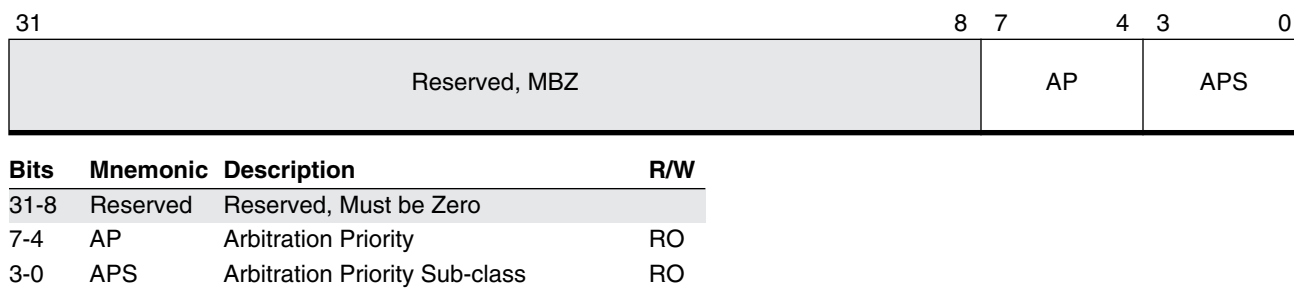 31 8 7 4 3 0
Reserved, MBZ AP APS
Bits Mnemonic Description R/W
31-8 Reserved Reserved, Must be Zero
7-4 AP Arbitration Priority RO
3-0 APS Arbitration Priority Sub-class RO